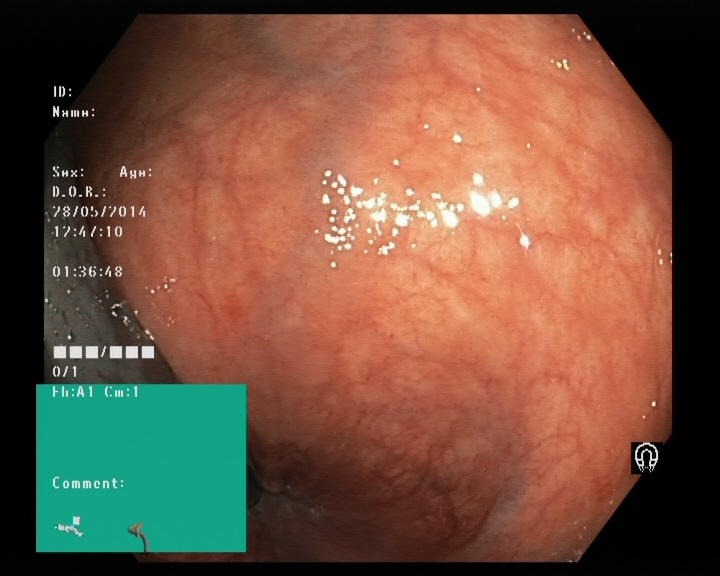 ID:
Name:
Sex: Age:
D.O.B.:
28/05/2014
12:47:10
01:36:48
■■■/■■■
0/1
Eh:A1 Cm:1
Comment: